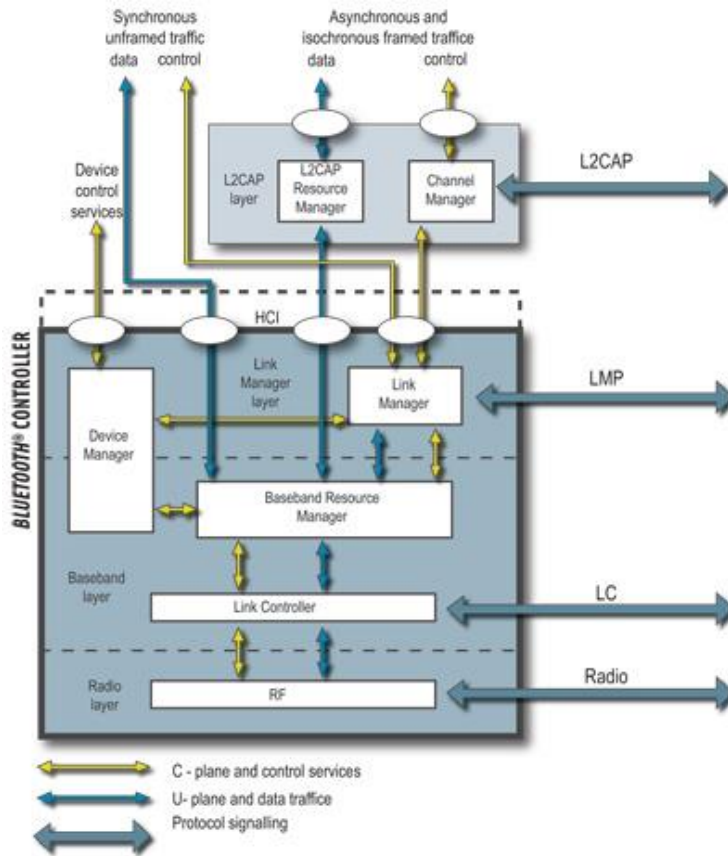 Synchronous
unframed traffic
data control
Asynchronous and
isochronous framed traffice
data control
Device
control
services
L2CAP
layer
L2CAP
Resource
Manager
Channel
Manager
L2CAP
HCI
BLUETOOTH® CONTROLLER
Link
Manager
layer
Link
Manager
LMP
Device
Manager
Baseband Resource
Manager
Baseband
layer
Link Controller
LC
Radio
layer
RF
Radio
C - plane and control services
U- plane and data traffice
Protocol signalling